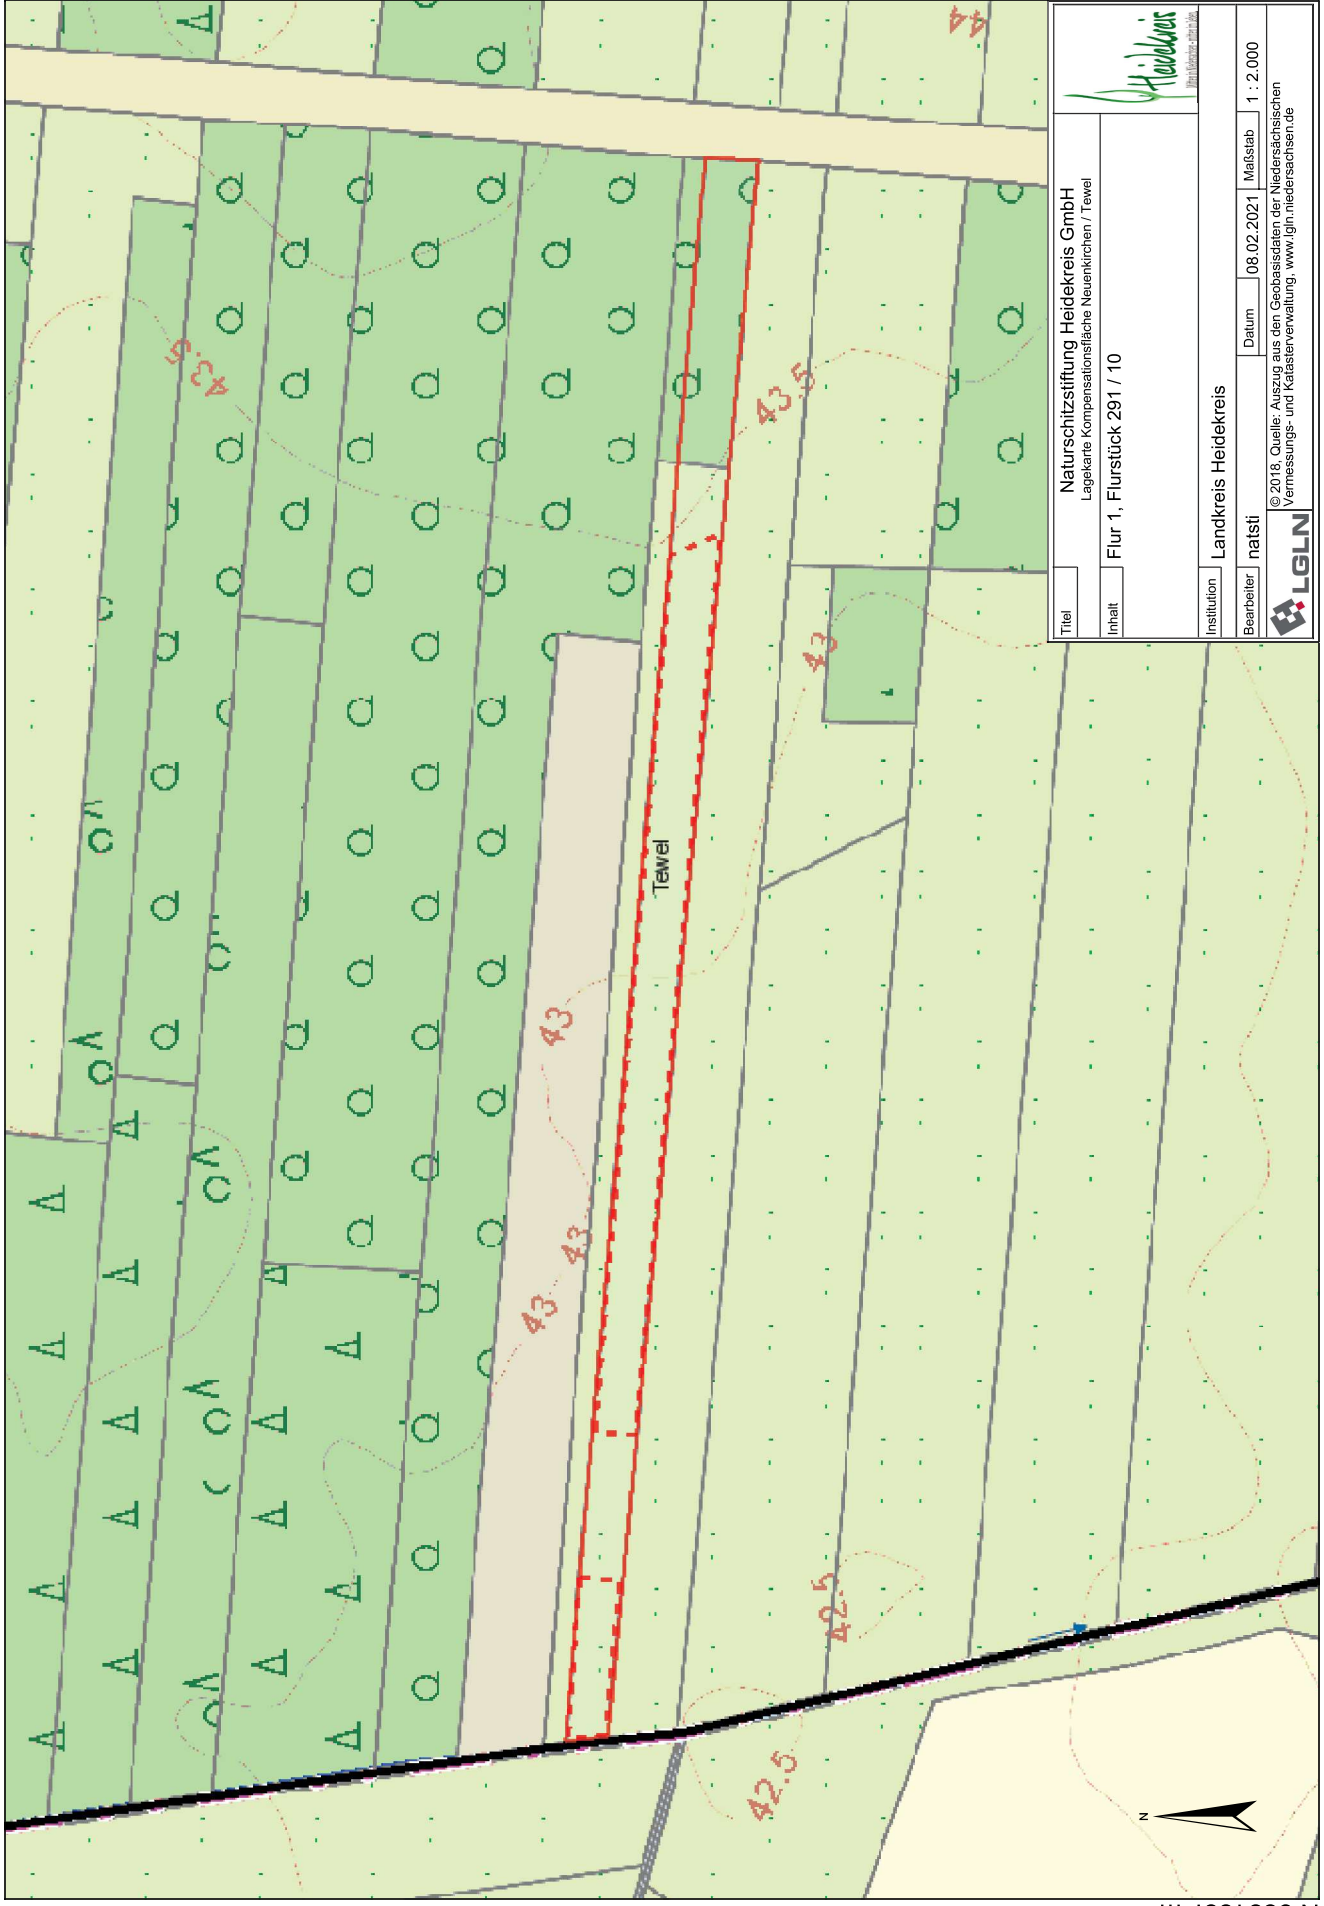 44
43.5
43.5
43
Tewel
43
43
43
42.5
42.5
N
Titel
Naturschitzstiftung Heidekreis GmbH
Lagekarte Kompensationsfläche Neuenkirchen / Tewel
Inhalt
Flur 1, Flurstück 291 / 10
Heidekreis
Institution
Landkreis Heidekreis
Bearbeiter natsti Datum 08.02.2021 Maßstab 1 : 2.000
LGLN
© 2018, Quelle: Auszug aus den Geobasisdaten der Niedersächsischen
Vermessungs- und Katasterverwaltung, www.lgln.niedersachsen.de